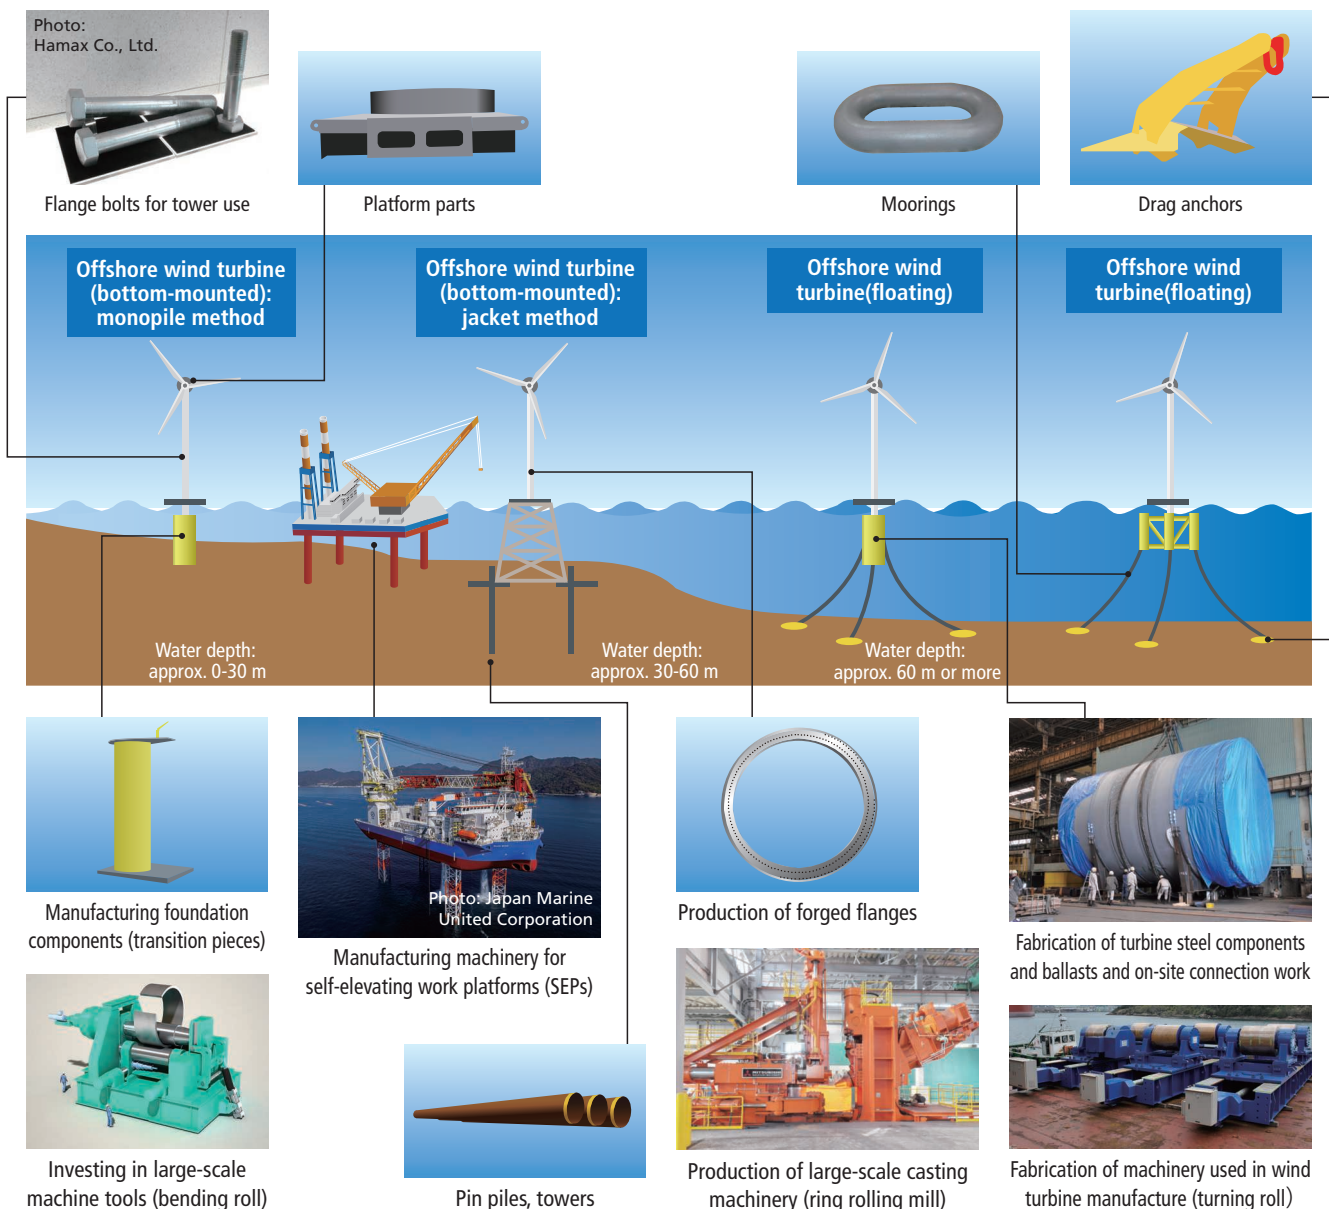 Photo:
Hamax Co., Ltd.
Flange bolts for tower use
Platform parts
Moorings
Drag anchors
Offshore wind turbine
(bottom-mounted):
monopile method
Offshore wind turbine
(bottom-mounted):
jacket method
Offshore wind
turbine(floating)
Offshore wind
turbine(floating)
Water depth:
approx. 0-30 m
Water depth:
approx. 30-60 m
Water depth:
approx. 60 m or more
Manufacturing foundation
components (transition pieces)
Photo: Japan Marine
United Corporation
Manufacturing machinery for
self-elevating work platforms (SEPs)
Production of forged flanges
Fabrication of turbine steel components
and ballasts and on-site connection work
Investing in large-scale
machine tools (bending roll)
Pin piles, towers
Production of large-scale casting
machinery (ring rolling mill)
Fabrication of machinery used in wind
turbine manufacture (turning roll)